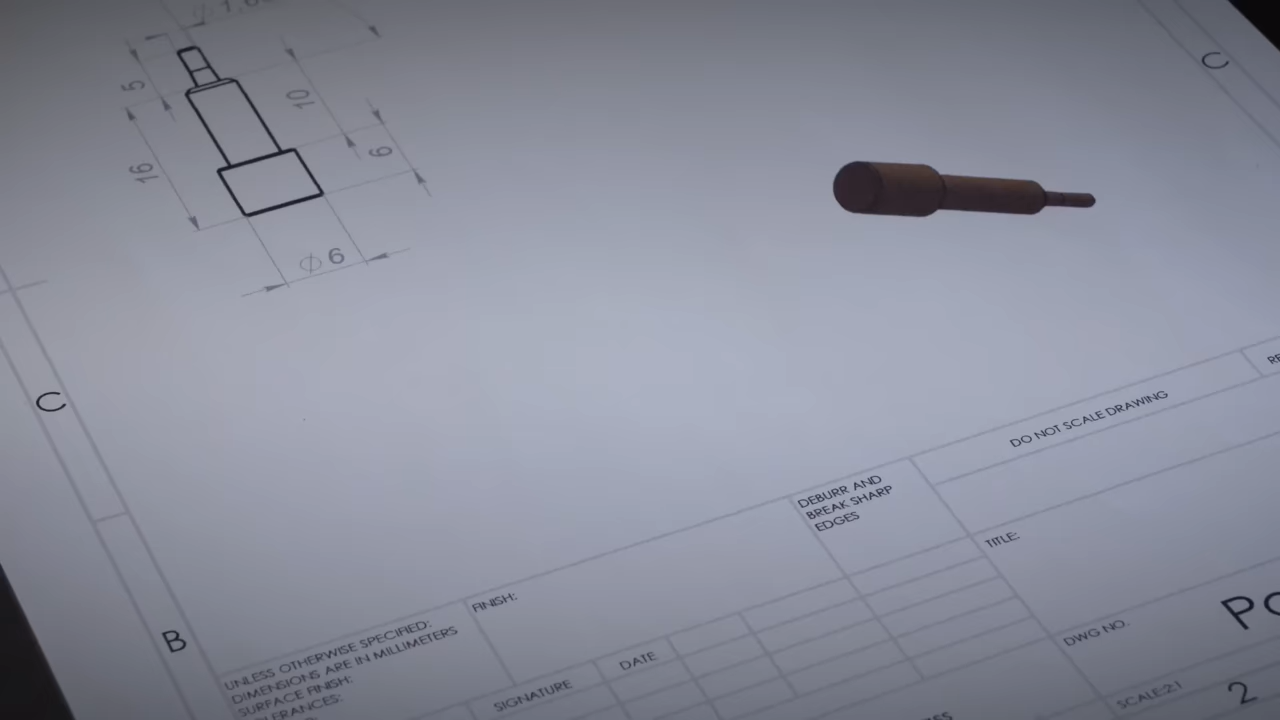 5
10
16
6
⌀6
C
C
B
DEBURR AND
BREAK SHARP
EDGES
DO NOT SCALE DRAWING
TITLE:
FINISH:
UNLESS OTHERWISE SPECIFIED:
DIMENSIONS ARE IN MILLIMETERS
SURFACE FINISH:
SIGNATURE
DATE
DWG NO.
SCALE:2:1
2